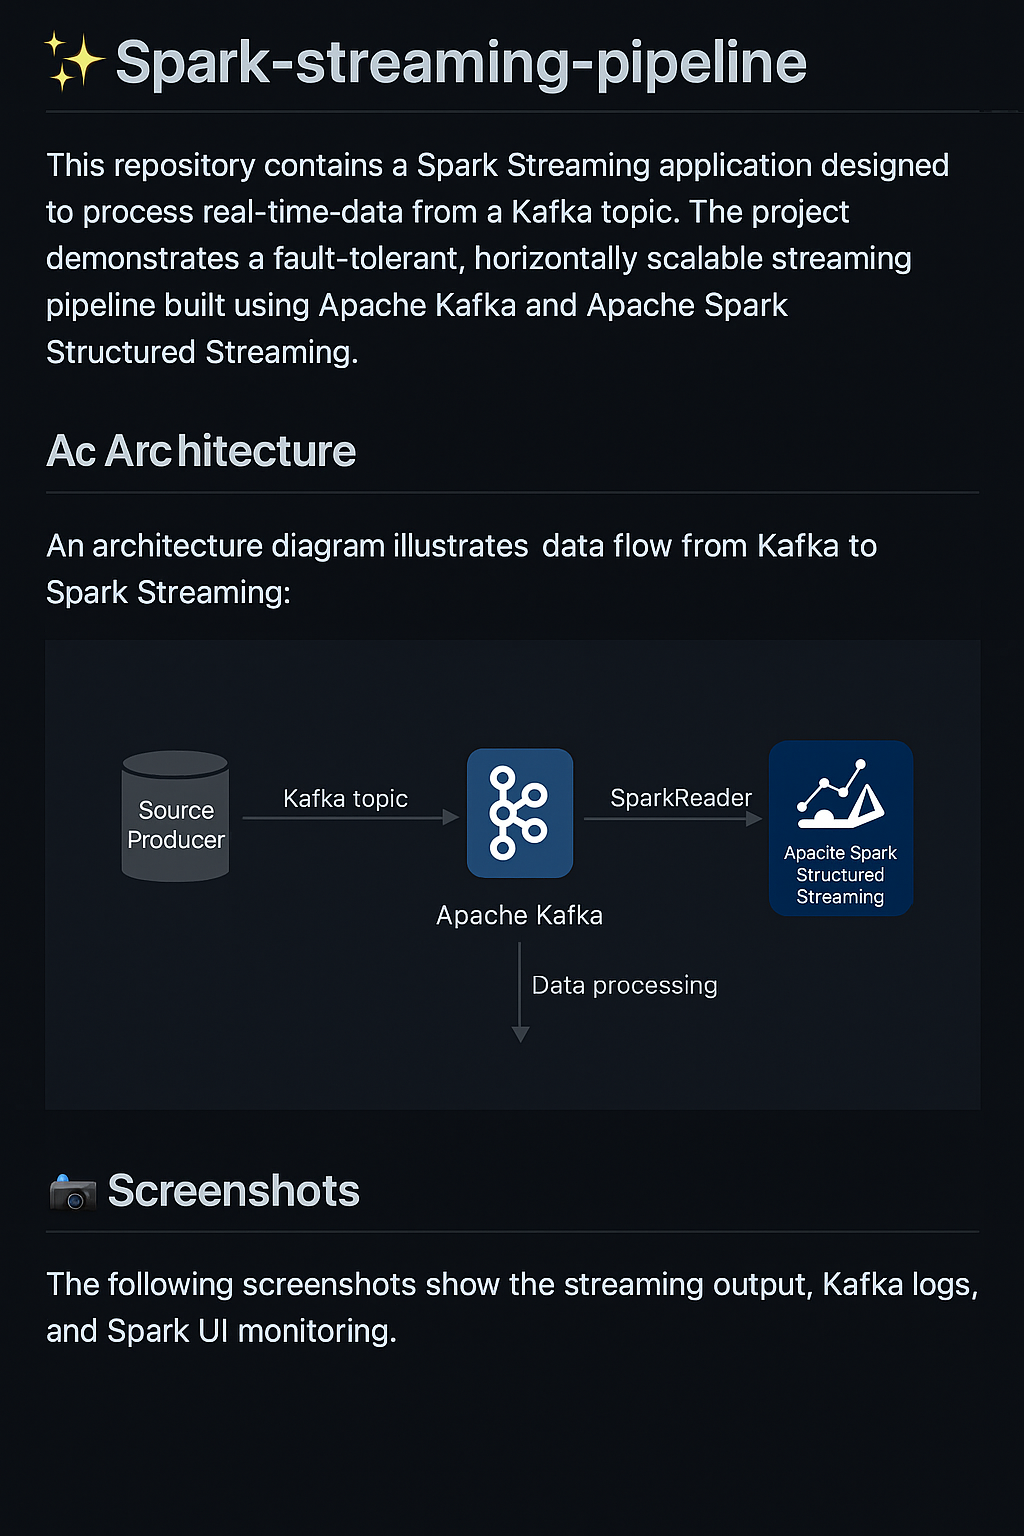 ✨ Spark-streaming-pipeline
This repository contains a Spark Streaming application designed
to process real-time-data from a Kafka topic. The project
demonstrates a fault-tolerant, horizontally scalable streaming
pipeline built using Apache Kafka and Apache Spark
Structured Streaming.
Ac Architecture
An architecture diagram illustrates data flow from Kafka to
Spark Streaming:
Source
Producer
Kafka topic
Apache Kafka
SparkReader
Apacite Spark
Structured
Streaming
Data processing
📷 Screenshots
The following screenshots show the streaming output, Kafka logs,
and Spark UI monitoring.